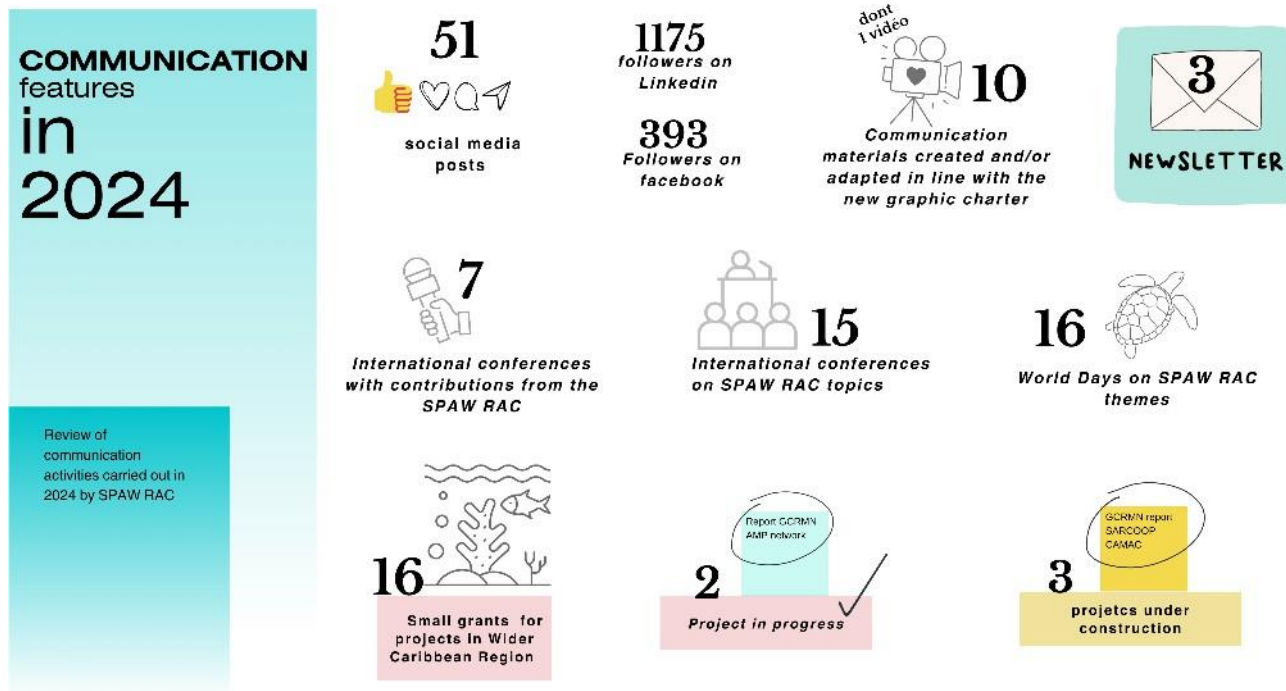 COMMUNICATION
features
in
2024
Review of
communication
activities carried out in
2024 by SPAW RAC
51
social media
posts
1175
followers on
Linkedin
393
Followers on
facebook
dont
1 vidéo
10
Communication
materials created and/or
adapted in line with the
new graphic charter
3
NEWSLETTER
7
International conferences
with contributions from the
SPAW RAC
15
International conferences
on SPAW RAC topics
16
World Days on SPAW RAC
themes
16
Small grants for
projects in Wider
Caribbean Region
Report GCRMN
AMP network
2
Project in progress
GCRMN report
SARCOOP
CAMAC
3
projetcs under
construction